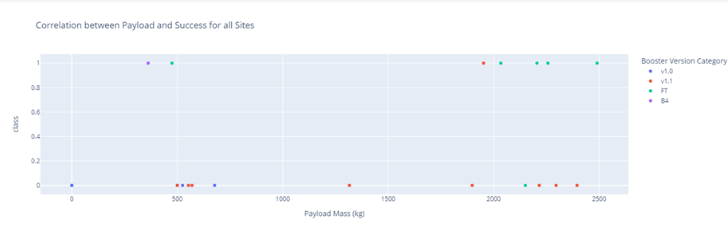 Correlation between Payload and Success for all Sites
Booster Version Category
v1.0
v1.1
FT
B4
class
1
0.8
0.6
0.4
0.2
0
0 500 1000 1500 2000 2500
Payload Mass (kg)